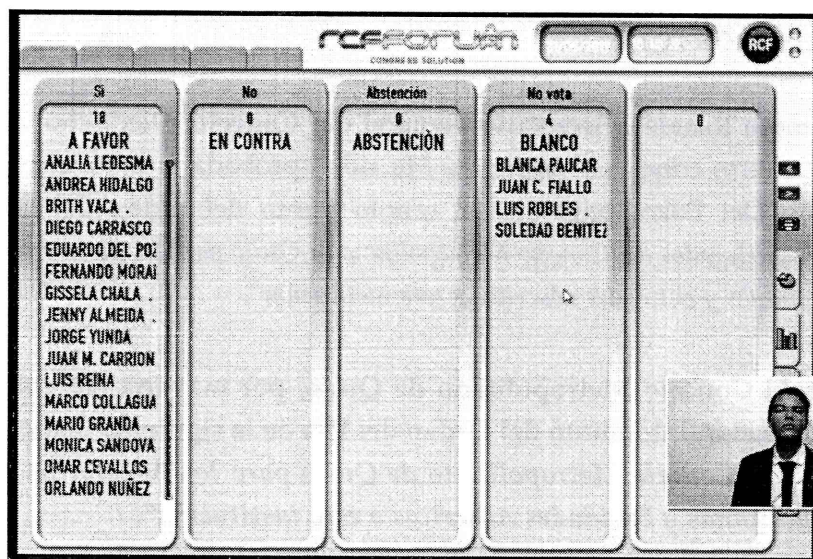 RCFFORUM
CONGRESS SOLUTION
RCF
Si
18
A FAVOR
ANALIA LEDESMA
ANDREA HIDALGO
BRITH VACA .
DIEGO CARRASCO
EDUARDO DEL POZ
FERNANDO MORAI
GISSELA CHALA .
JENNY ALMEIDA .
JORGE YUNDA
JUAN M. CARRION
LUIS REINA
MARCO COLLAGUA
MARIO GRANDA .
MONICA SANDOVA
OMAR CEVALLOS
ORLANDO NUÑEZ
No
0
EN CONTRA
Abstención
0
ABSTENCIÒN
No vota
4
BLANCO
BLANCA PAUCAR
JUAN C. FIALLO
LUIS ROBLES .
SOLEDAD BENITEZ
0